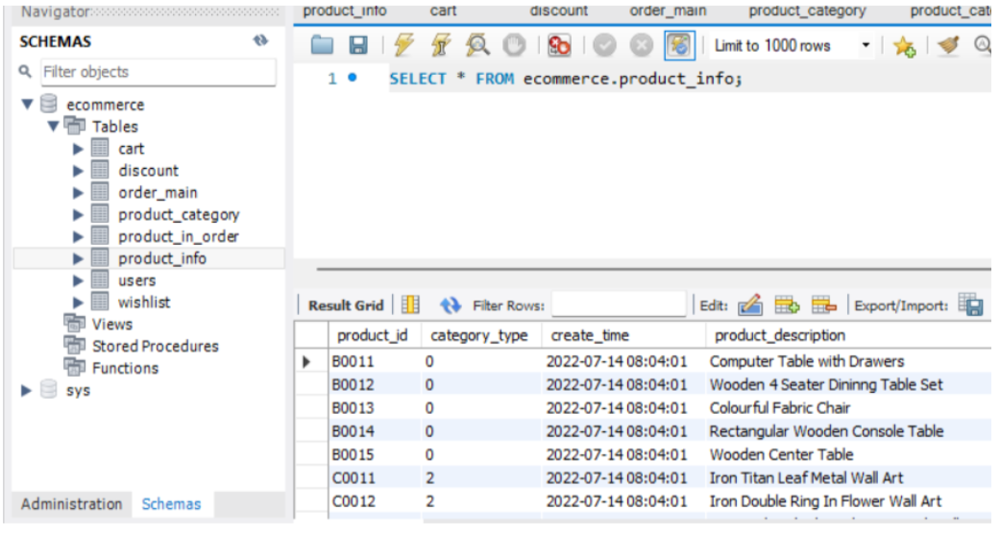 Navigator
product_info cart discount order_main product_category product_cat
SCHEMAS
Limit to 1000 rows
Filter objects
1 SELECT * FROM ecommerce.product_info;
ecommerce
Tables
cart
discount
order_main
product_category
product_in_order
product_info
users
wishlist
Views
Stored Procedures
Functions
sys
Administration Schemas
Result Grid Filter Rows: Edit: Export/Import:
product_id category_type create_time product_description
B0011 0 2022-07-14 08:04:01 Computer Table with Drawers
B0012 0 2022-07-14 08:04:01 Wooden 4 Seater Dininng Table Set
B0013 0 2022-07-14 08:04:01 Colourful Fabric Chair
B0014 0 2022-07-14 08:04:01 Rectangular Wooden Console Table
B0015 0 2022-07-14 08:04:01 Wooden Center Table
C0011 2 2022-07-14 08:04:01 Iron Titan Leaf Metal Wall Art
C0012 2 2022-07-14 08:04:01 Iron Double Ring In Flower Wall Art